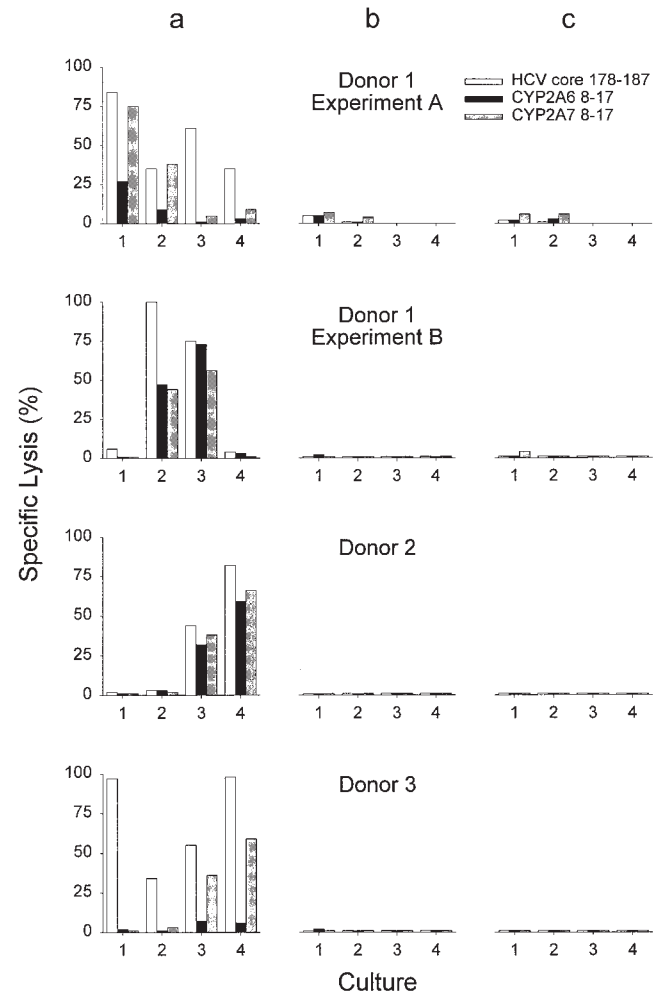 a b c
Donor 1
Experiment A
HCV core 178-187
CYP2A6 8-17
CYP2A7 8-17
100
75
50
25
0
1 2 3 4
1 2 3 4
1 2 3 4
Donor 1
Experiment B
100
75
50
25
0
1 2 3 4
1 2 3 4
1 2 3 4
Specific Lysis (%)
Donor 2
100
75
50
25
0
1 2 3 4
1 2 3 4
1 2 3 4
Donor 3
100
75
50
25
0
1 2 3 4
1 2 3 4
1 2 3 4
Culture